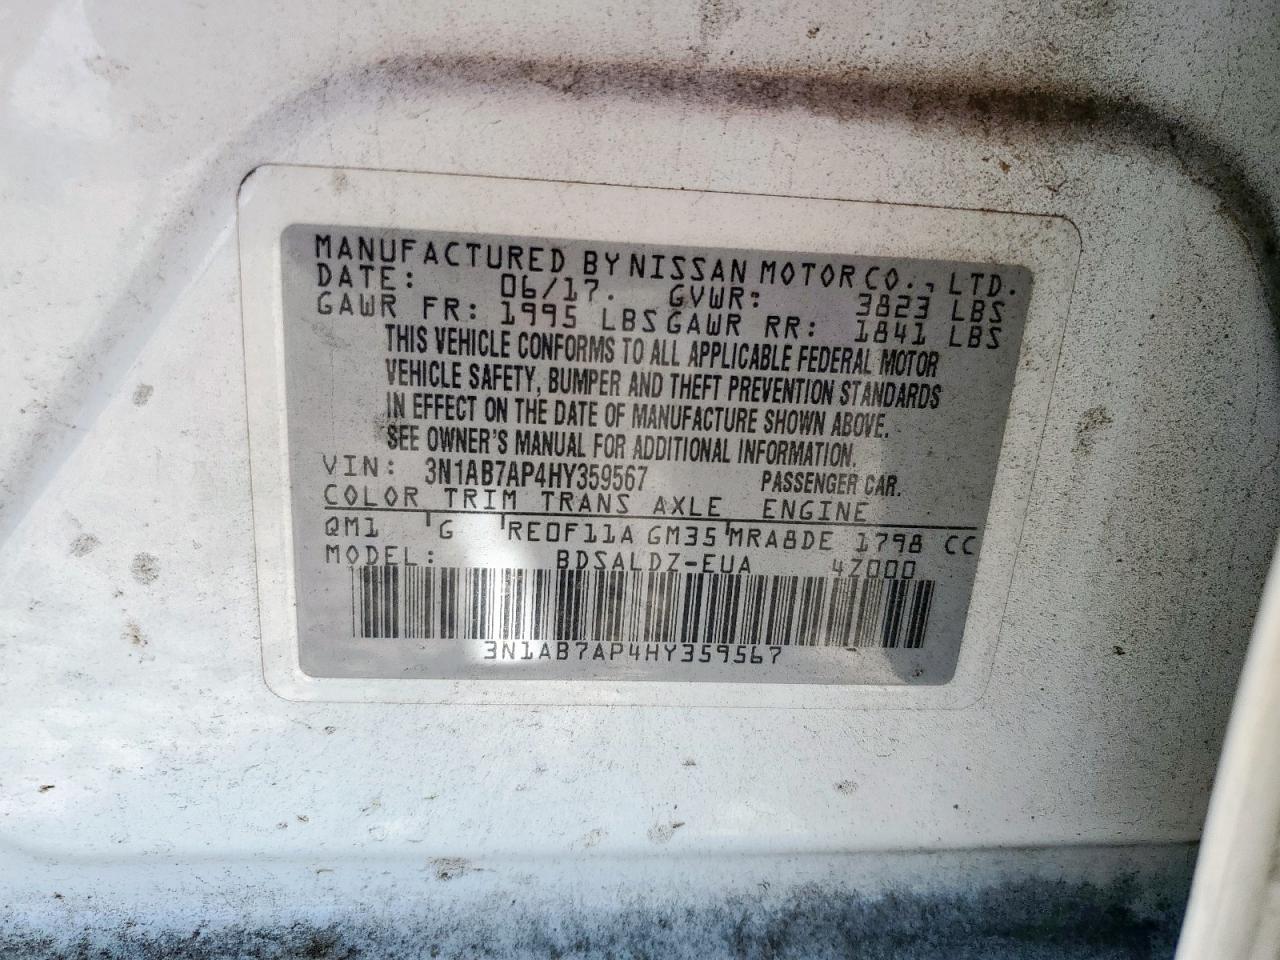 MANUFACTURED BY NISSAN MOTOR CO., LTD.
DATE: 06/17. GVWR: 3823 LBS
GAWR FR: 1995 LBS GAWR RR: 1841 LBS
THIS VEHICLE CONFORMS TO ALL APPLICABLE FEDERAL MOTOR
VEHICLE SAFETY, BUMPER AND THEFT PREVENTION STANDARDS
IN EFFECT ON THE DATE OF MANUFACTURE SHOWN ABOVE.
SEE OWNER'S MANUAL FOR ADDITIONAL INFORMATION.
VIN: 3N1AB7AP4HY359567 PASSENGER CAR.
COLOR TRIM TRANS AXLE ENGINE
QM1 G RE0F11A GM35 MRA8DE 1798 CC
MODEL: BDSALDZ-EUA 4Z000
3N1AB7AP4HY359567